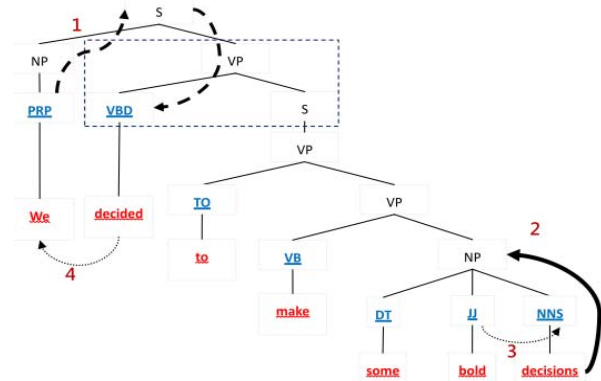 1 S
NP VP
PRP VBD S
VP
We decided TO VP
4 to VB NP 2
make DT JJ NNS
3
some bold decisions